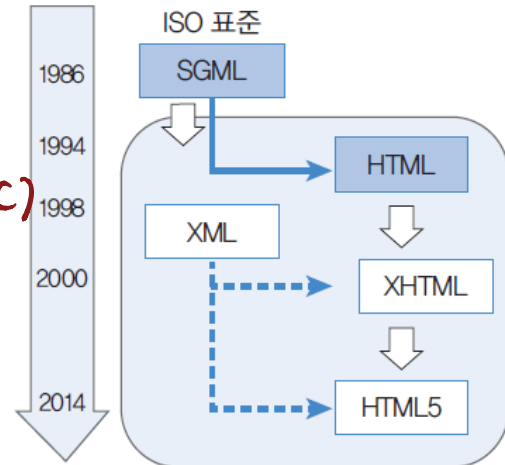 ISO 표준
1986
SGML
1994
HTML
C)
1998
XML
2000
XHTML
2014
HTML5